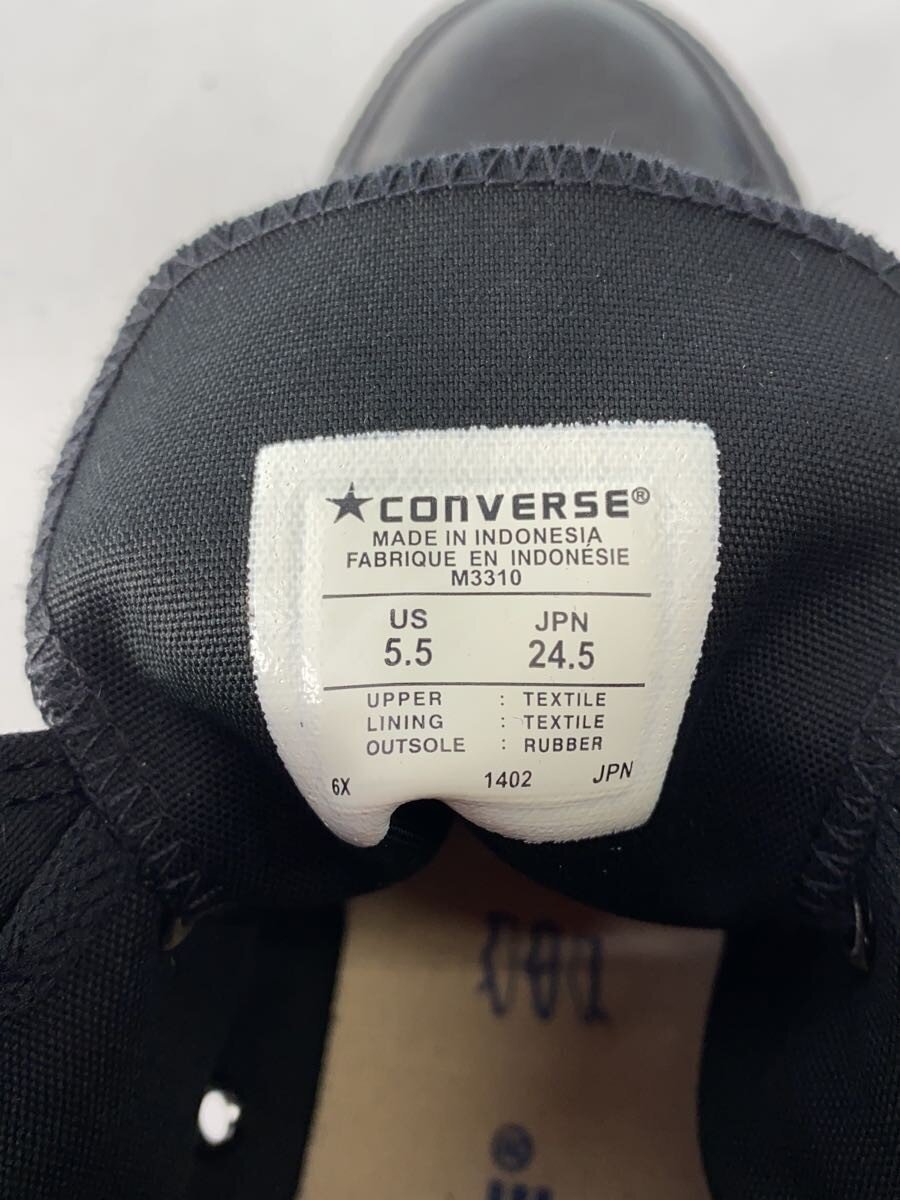 ★CONVERSE®
MADE IN INDONESIA
FABRIQUE EN INDONÉSIE
M3310
US JPN
5.5 24.5
UPPER : TEXTILE
LINING : TEXTILE
OUTSOLE : RUBBER
6X 1402 JPN
®